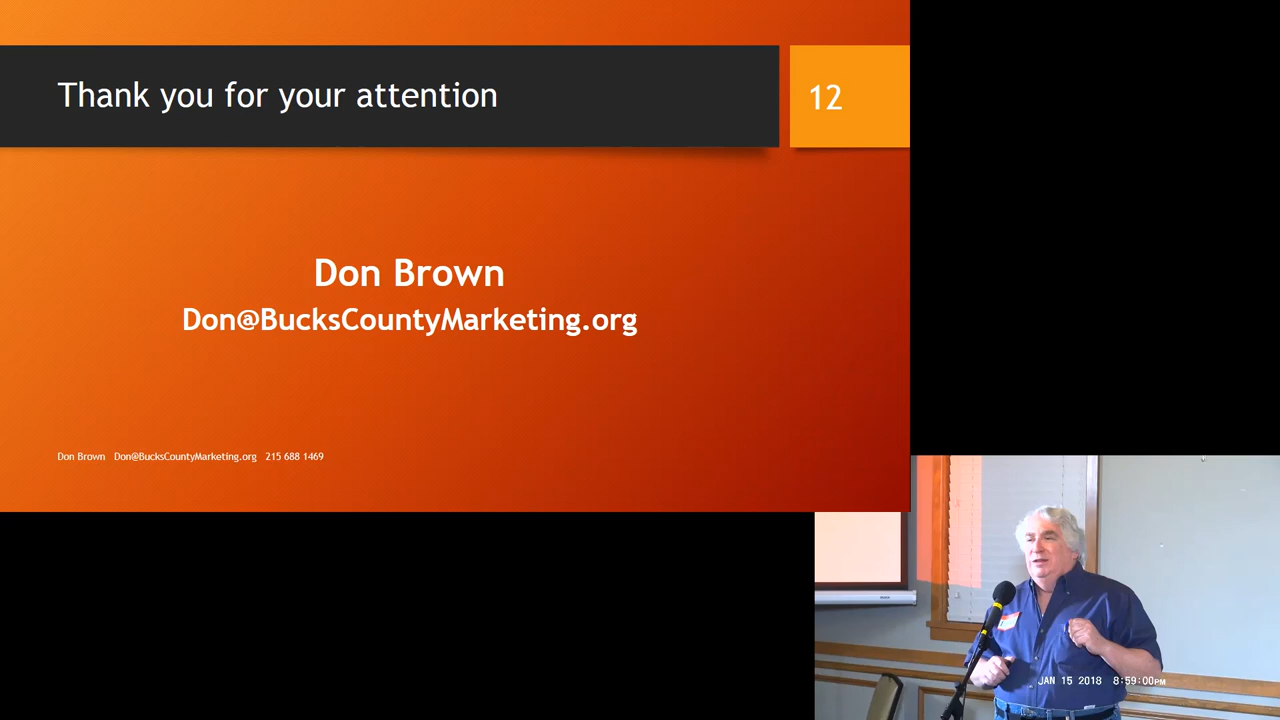 Thank you for your attention
12
Don Brown
Don@BucksCountyMarketing.org
Don Brown Don@BucksCountyMarketing.org 215 688 1469
JAN 15 2018 8:59:00PM